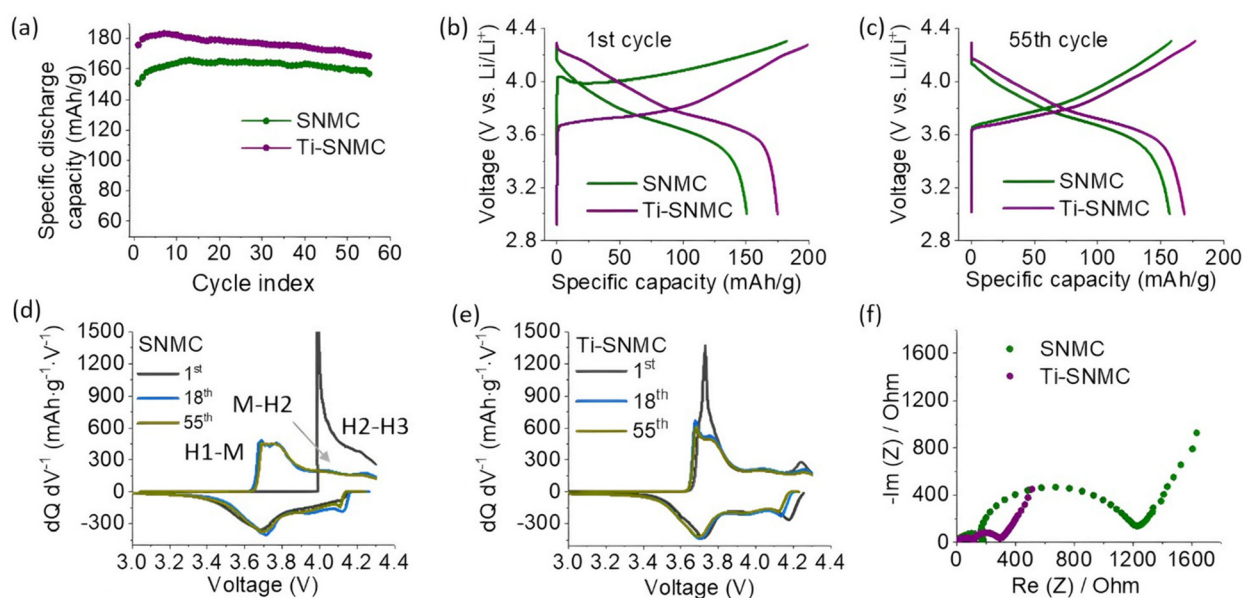 (a)
Specific discharge
capacity (mAh/g)
180
160
140
120
100
80
60
SNMC
Ti-SNMC
0 10 20 30 40 50 60
Cycle index
(b)
1st cycle
Voltage (V vs. Li/Li⁺)
4.4
4.0
3.6
3.2
2.8
SNMC
Ti-SNMC
0 50 100 150 200
Specific capacity (mAh/g)
(c)
55th cycle
Voltage (V vs. Li/Li⁺)
4.4
4.0
3.6
3.2
2.8
SNMC
Ti-SNMC
0 50 100 150 200
Specific capacity (mAh/g)
(d)
dQ dV⁻¹ (mAh·g⁻¹·V⁻¹)
1500
1200
900
600
300
0
-300
SNMC
1ˢᵗ
18ᵗʰ
55ᵗʰ
M-H2
H2-H3
H1-M
3.0 3.2 3.4 3.6 3.8 4.0 4.2 4.4
Voltage (V)
(e)
dQ dV⁻¹ (mAh·g⁻¹·V⁻¹)
1500
1200
900
600
300
0
-300
Ti-SNMC
1ˢᵗ
18ᵗʰ
55ᵗʰ
3.0 3.2 3.4 3.6 3.8 4.0 4.2 4.4
Voltage (V)
(f)
-Im (Z) / Ohm
1600
1200
800
400
0
SNMC
Ti-SNMC
0 400 800 1200 1600
Re (Z) / Ohm